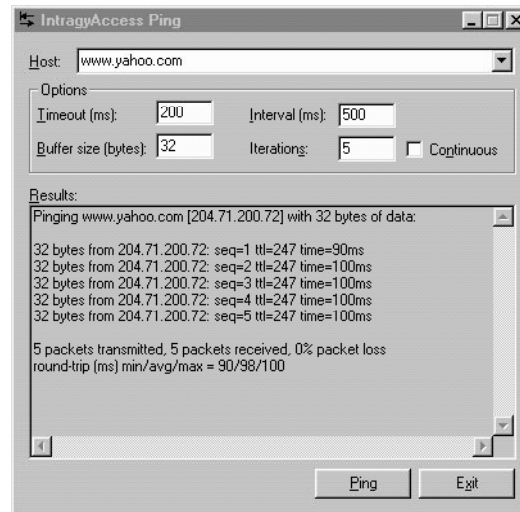 IntragyAccess Ping
Host: www.yahoo.com
Options
Timeout (ms): 200 Interval (ms): 500
Buffer size (bytes): 32 Iterations: 5 Continuous
Results:
Pinging www.yahoo.com [204.71.200.72] with 32 bytes of data:
32 bytes from 204.71.200.72: seq=1 ttl=247 time=90ms
32 bytes from 204.71.200.72: seq=2 ttl=247 time=100ms
32 bytes from 204.71.200.72: seq=3 ttl=247 time=100ms
32 bytes from 204.71.200.72: seq=4 ttl=247 time=100ms
32 bytes from 204.71.200.72: seq=5 ttl=247 time=100ms
5 packets transmitted, 5 packets received, 0% packet loss
round-trip (ms) min/avg/max = 90/98/100
Ping Exit